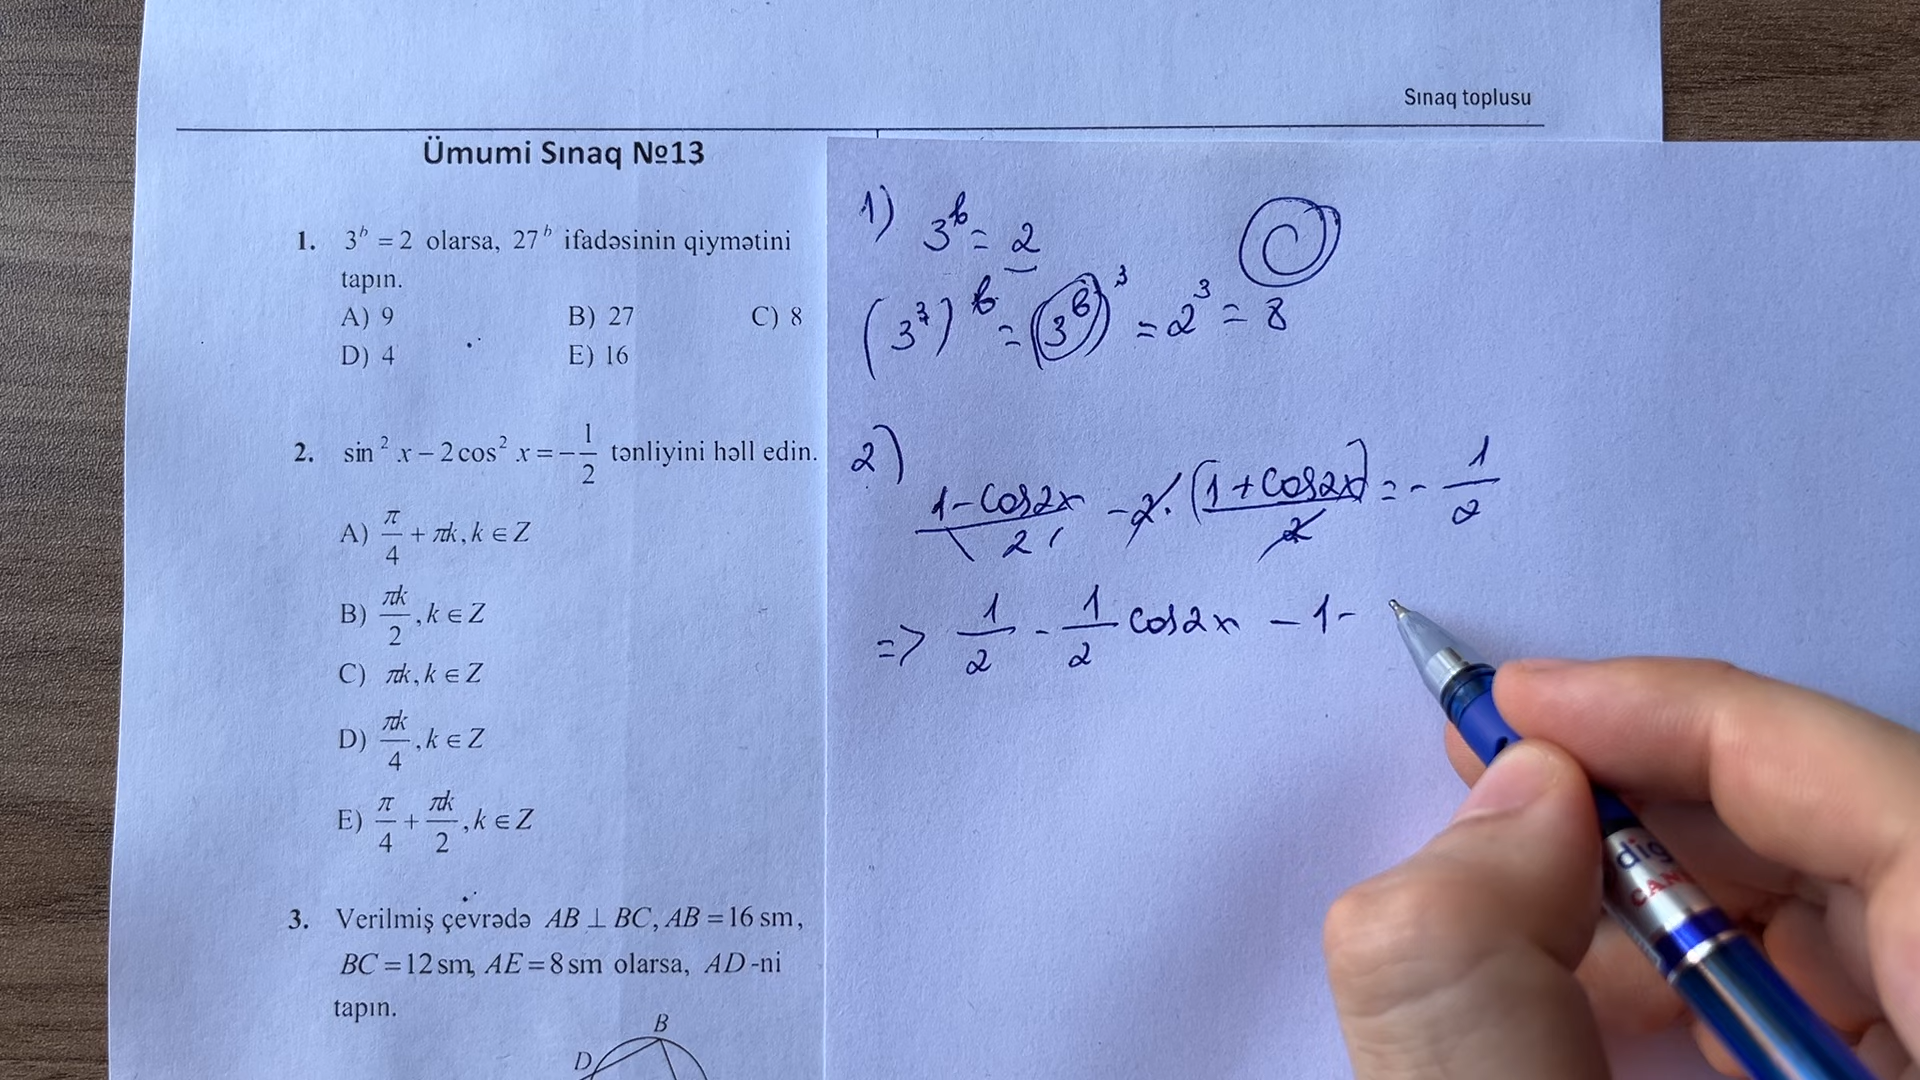 Sınaq toplusu
Ümumi Sınaq №13
1. 3^b = 2 olarsa, 27^b ifadəsinin qiymətini
tapın.
A) 9 B) 27 C) 8
D) 4 E) 16
2. sin² x − 2cos² x = −1/2 tənliyini həll edin.
A) π/4 + πk, k ∈ Z
B) πk/2, k ∈ Z
C) πk, k ∈ Z
D) πk/4, k ∈ Z
E) π/4 + πk/2, k ∈ Z
3. Verilmiş çevrədə AB ⊥ BC, AB = 16 sm,
BC = 12 sm, AE = 8 sm olarsa, AD -ni
tapın.
B
D
1) 3^b = 2
C
(3³)^b = (3^b)³ = 2³ = 8
2) (1 - cos2x)/2 - 2·(1 + cos2x)/2 = -1/2
=> 1/2 - 1/2 cos2x - 1 -